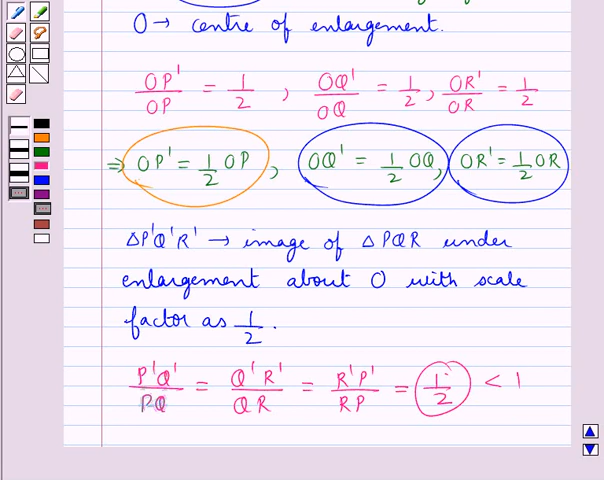 O → centre of enlargement.
OP'/OP = 1/2 , OQ'/OQ = 1/2 , OR'/OR = 1/2
⇒ OP' = 1/2 OP , OQ' = 1/2 OQ , OR' = 1/2 OR
△P'Q'R' → image of △PQR under
enlargement about O with scale
factor as 1/2 .
P'Q'/PQ = Q'R'/QR = R'P'/RP = 1/2 < 1